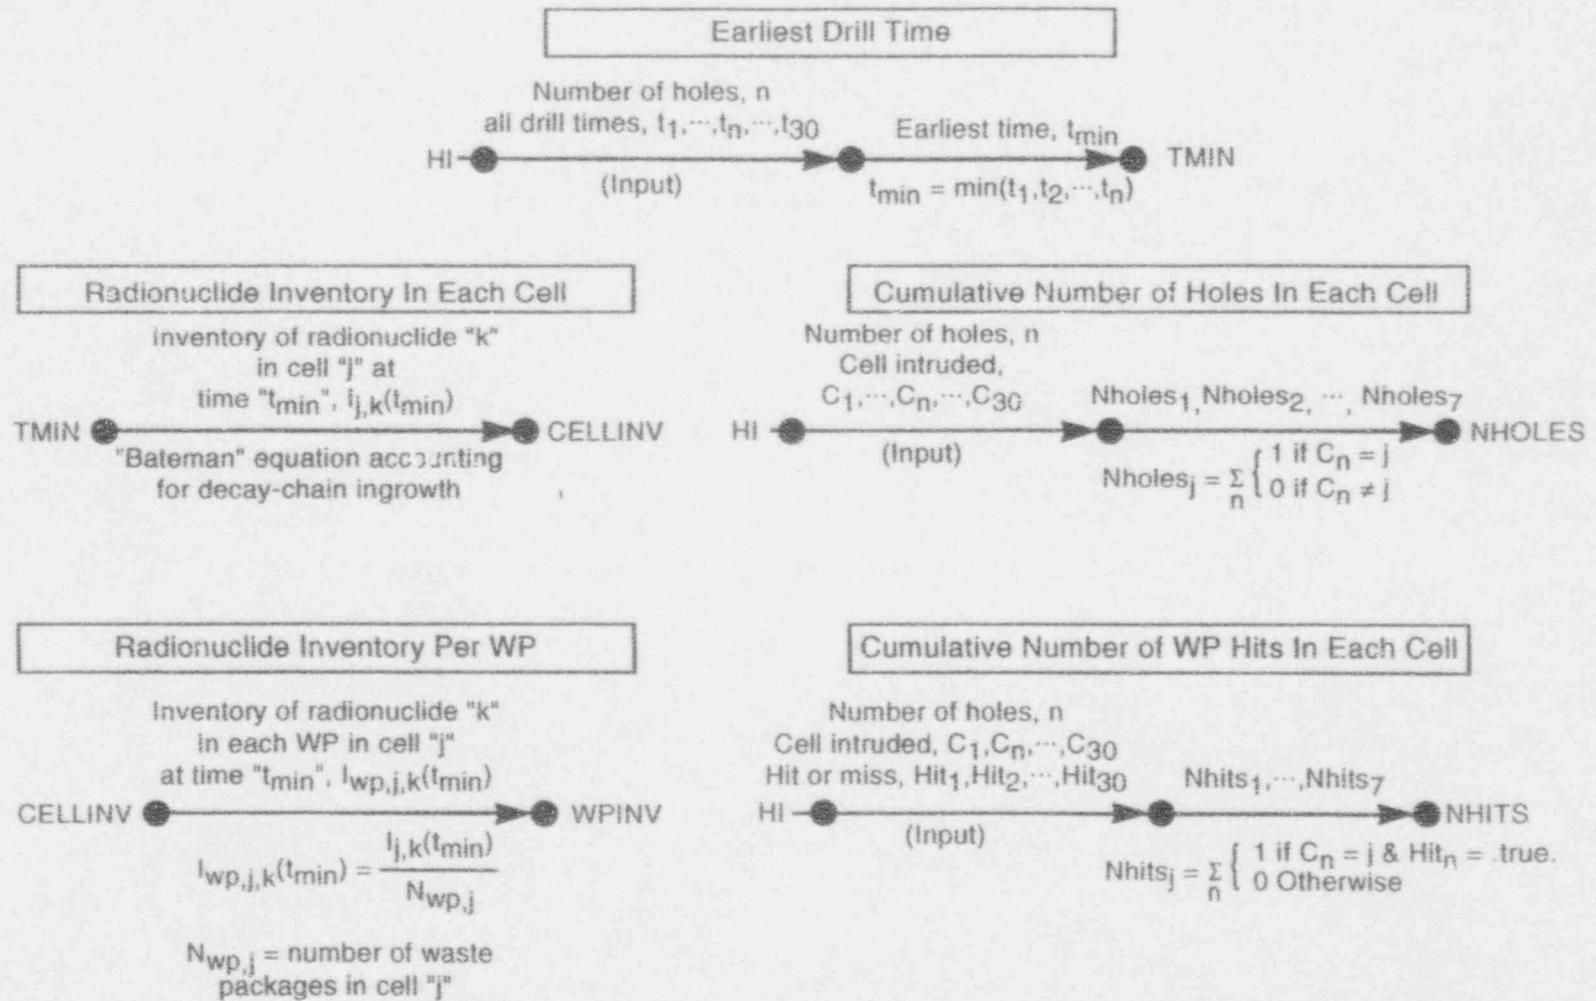 Earliest Drill Time
Number of holes, n
all drill times, t1,···,tn,···,t30
Earliest time, tmin
HI
TMIN
(Input)
tmin = min(t1,t2,···,tn)
Radionuclide Inventory In Each Cell
Inventory of radionuclide "k"
in cell "j" at
time "tmin", Ij,k(tmin)
TMIN
CELLINV
"Bateman" equation accounting
for decay-chain ingrowth
Cumulative Number of Holes In Each Cell
Number of holes, n
Cell intruded,
C1,···,Cn,···,C30
Nholes1,Nholes2, ···, Nholes7
HI
NHOLES
(Input)
Nholesj = Σn { 1 if Cn = j
0 if Cn ≠ j
Radionuclide Inventory Per WP
Inventory of radionuclide "k"
in each WP in cell "j"
at time "tmin", Iwp,j,k(tmin)
CELLINV
WPINV
Iwp,j,k(tmin) = Ij,k(tmin) / Nwp,j
Nwp,j = number of waste
packages in cell "j"
Cumulative Number of WP Hits In Each Cell
Number of holes, n
Cell intruded, C1,Cn,···,C30
Hit or miss, Hit1,Hit2,···,Hit30
Nhits1,···,Nhits7
HI
NHITS
(Input)
Nhitsj = Σn { 1 if Cn = j & Hitn = .true.
0 Otherwise